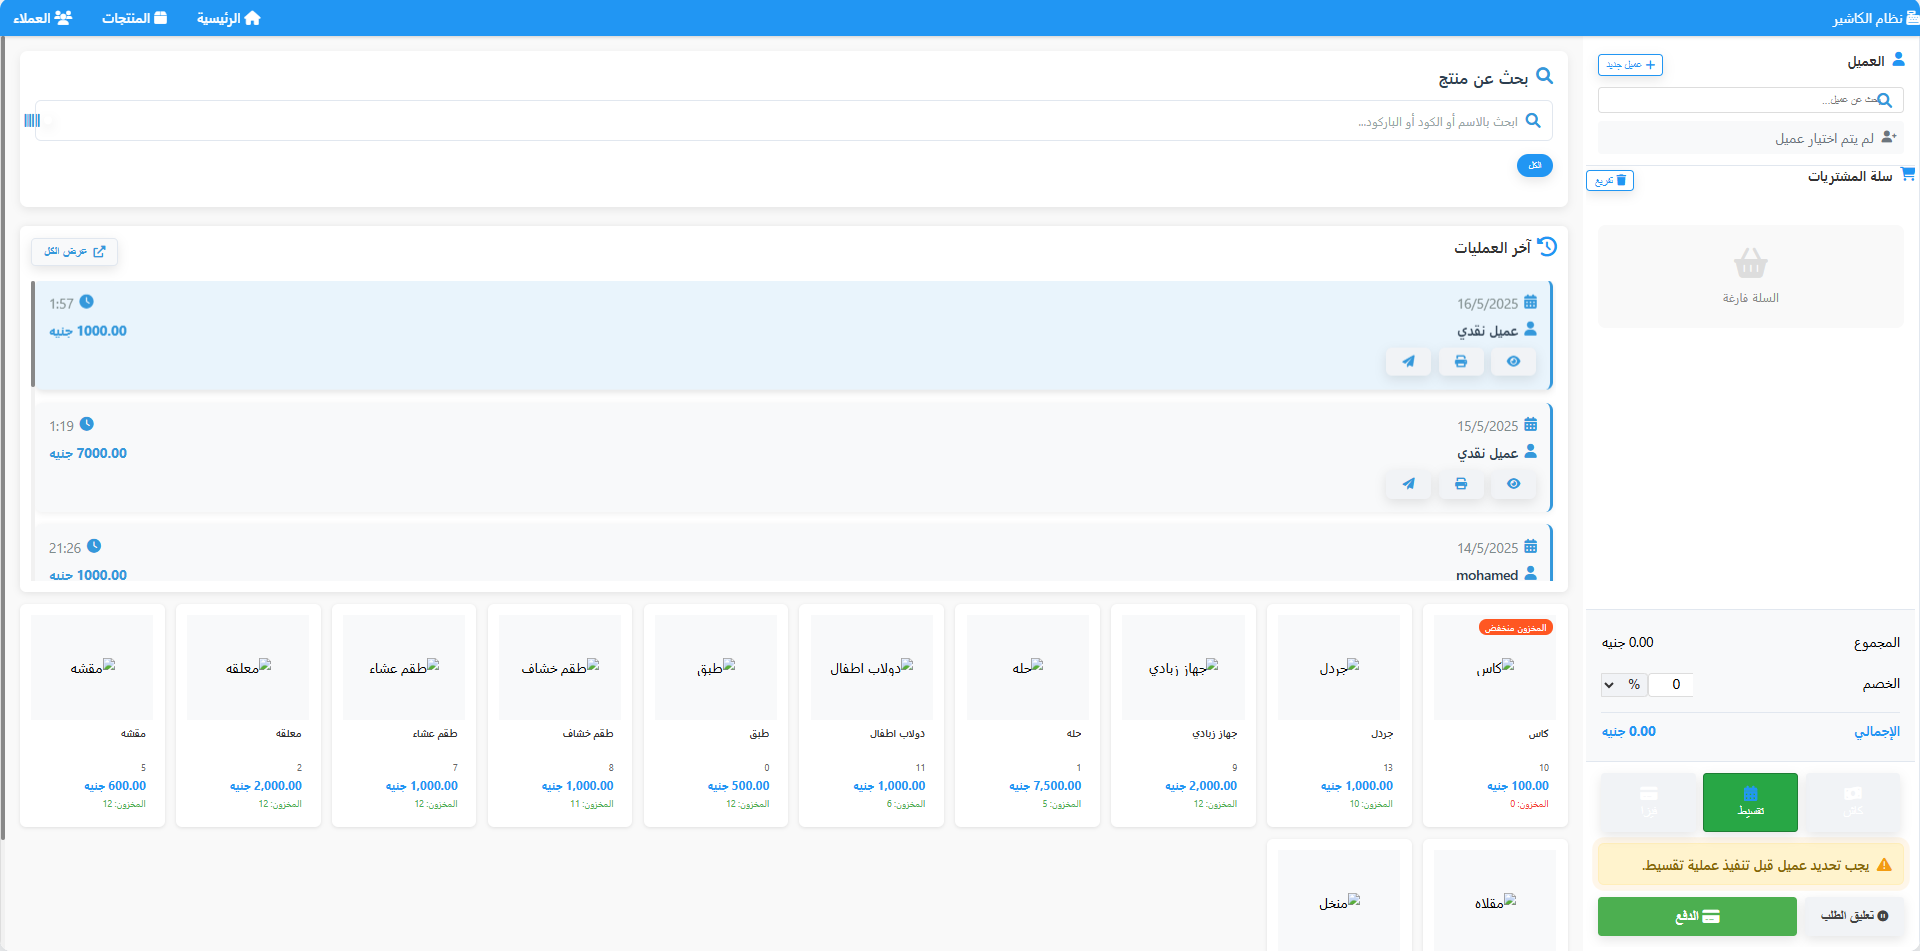 نظام الكاشير
الرئيسية
المنتجات
العملاء
العميل
عميل جديد
بحث عن عميل...
لم يتم اختيار عميل
سلة المشتريات
تفريغ
السلة فارغة
المجموع
0.00 جنيه
الخصم
0
%
الإجمالي
0.00 جنيه
كاش
تقسيط
فيزا
يجب تحديد عميل قبل تنفيذ عملية تقسيط.
تعليق الطلب
الدفع
بحث عن منتج
ابحث بالاسم أو الكود أو الباركود...
الكل
آخر العمليات
عرض الكل
16/5/2025
1:57
عميل نقدي
1000.00 جنيه
15/5/2025
1:19
عميل نقدي
7000.00 جنيه
14/5/2025
21:26
mohamed
1000.00 جنيه
المخزون منخفض
كاس
كاس
10
100.00 جنيه
المخزون: 0
جردل
جردل
13
1,000.00 جنيه
المخزون: 10
جهاز زبادي
جهاز زبادي
9
2,000.00 جنيه
المخزون: 12
حله
حله
1
7,500.00 جنيه
المخزون: 5
دولاب اطفال
دولاب اطفال
11
1,000.00 جنيه
المخزون: 6
طبق
طبق
0
500.00 جنيه
المخزون: 12
طقم خشاف
طقم خشاف
8
1,000.00 جنيه
المخزون: 11
طقم عشاء
طقم عشاء
7
1,000.00 جنيه
المخزون: 12
معلقه
معلقه
2
2,000.00 جنيه
المخزون: 12
مقشه
مقشه
5
600.00 جنيه
المخزون: 12
مقلاه
منخل